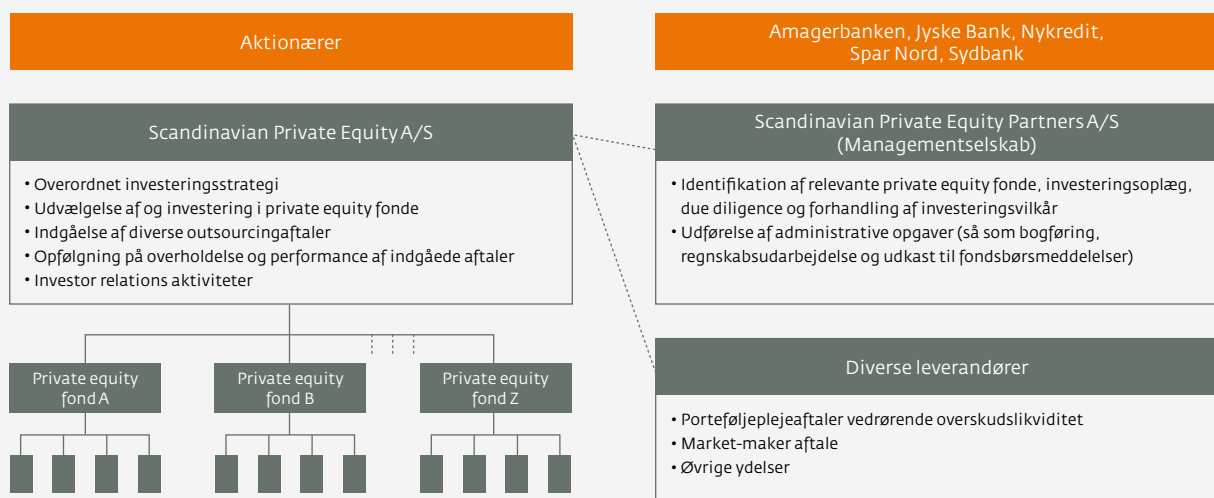 Aktionærer
Amagerbanken, Jyske Bank, Nykredit,
Spar Nord, Sydbank
Scandinavian Private Equity A/S
• Overordnet investeringsstrategi
• Udvælgelse af og investering i private equity fonde
• Indgåelse af diverse outsourcingaftaler
• Opfølgning på overholdelse og performance af indgåede aftaler
• Investor relations aktiviteter
Scandinavian Private Equity Partners A/S
(Managementselskab)
• Identifikation af relevante private equity fonde, investeringsoplæg,
due diligence og forhandling af investeringsvilkår
• Udførelse af administrative opgaver (så som bogføring,
regnskabsudarbejdelse og udkast til fondsbørsmeddelelser)
Private equity
fond A
Private equity
fond B
Private equity
fond Z
Diverse leverandører
• Porteføljeplejeaftaler vedrørende overskudslikviditet
• Market-maker aftale
• Øvrige ydelser